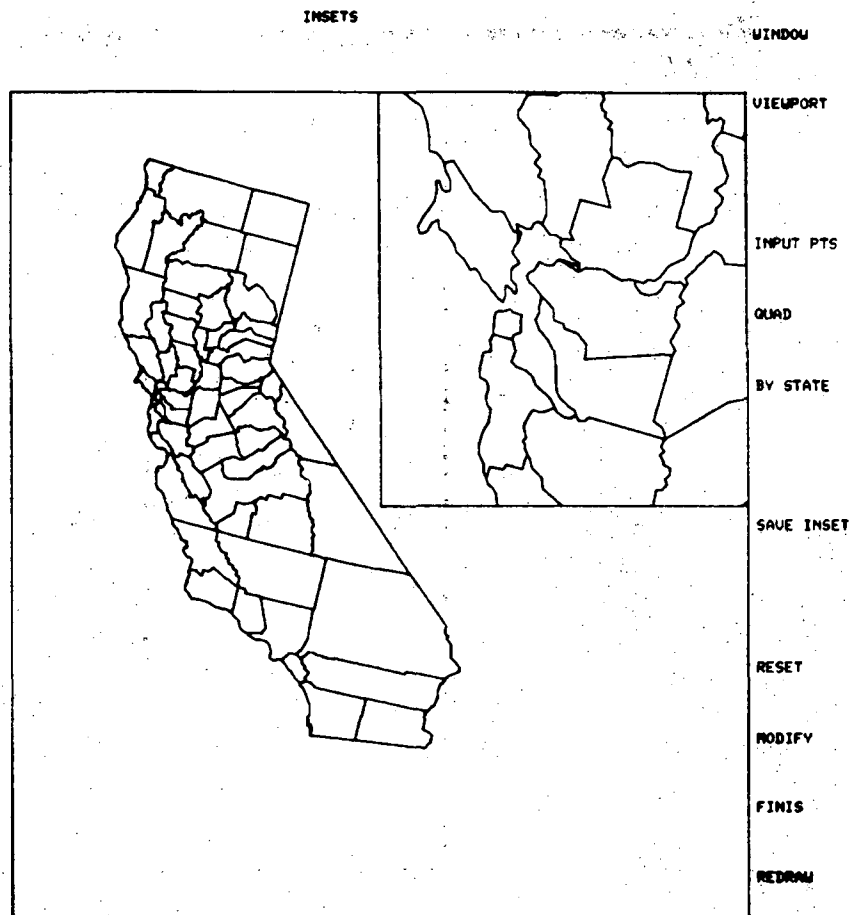 INSETS
WINDOW
VIEWPORT
INPUT PTS
QUAD
BY STATE
SAVE INSET
RESET
MODIFY
FINIS
REDRAW